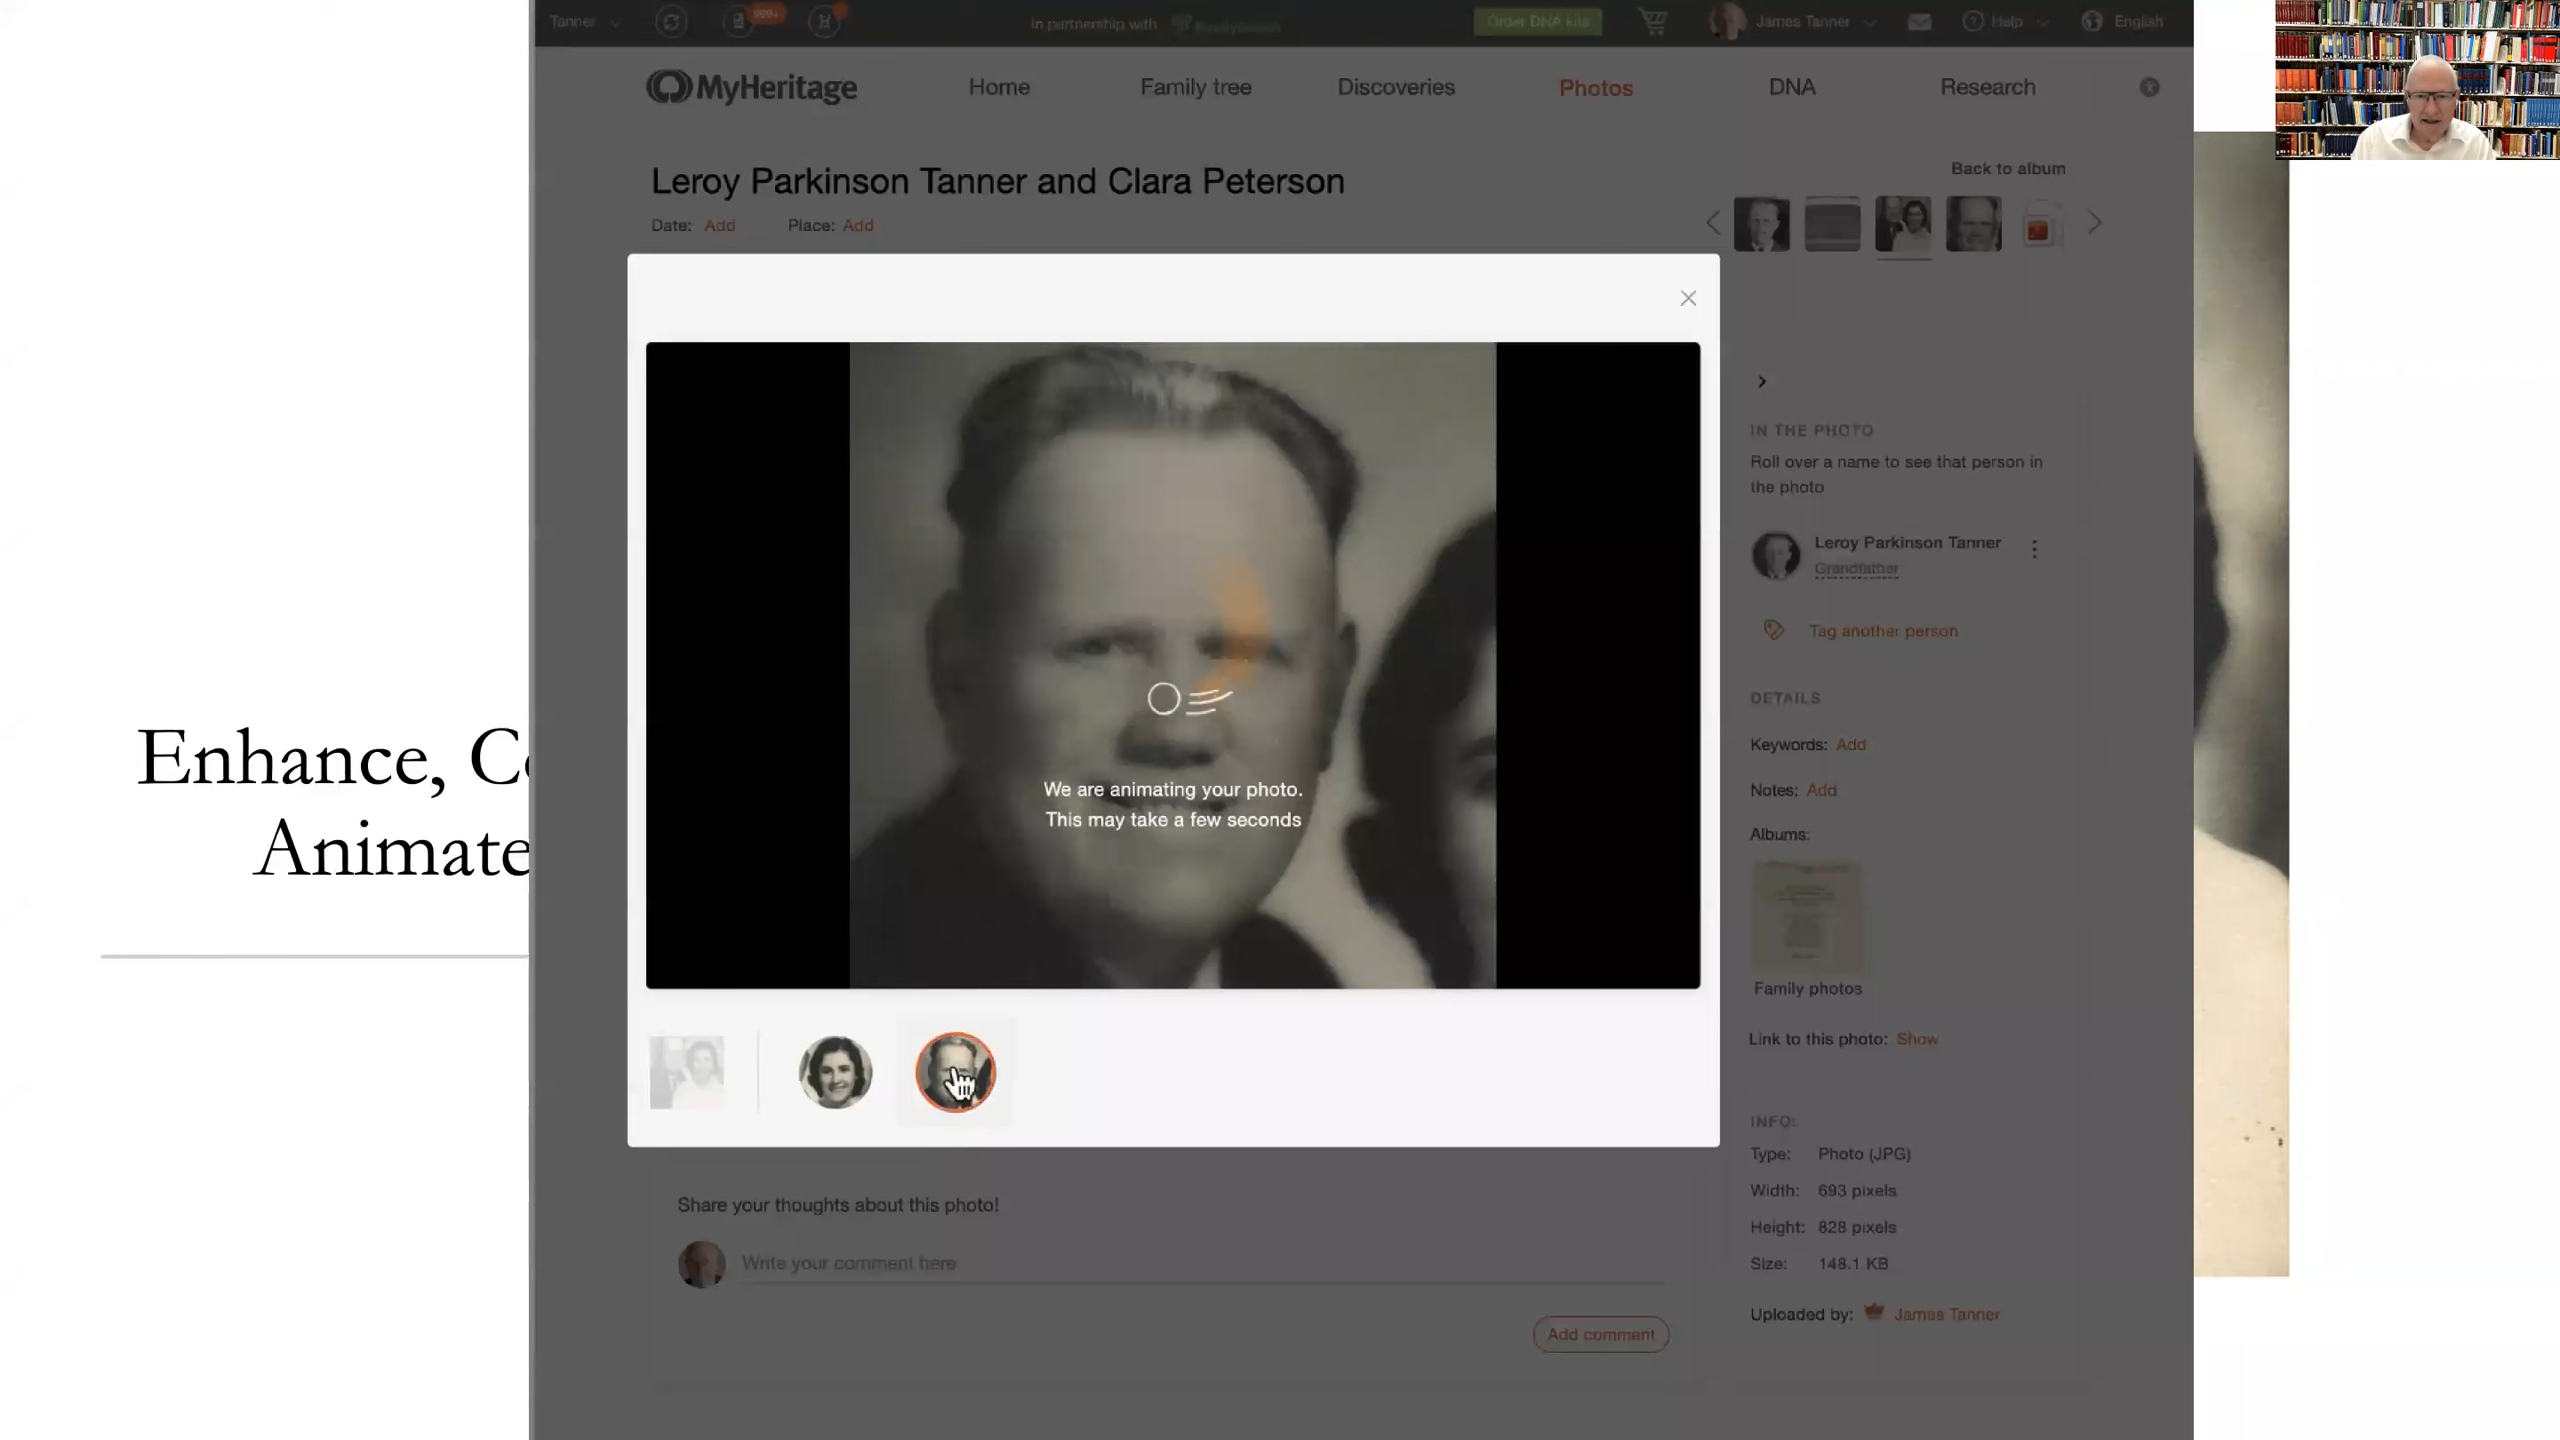 Tanner
999+
In partnership with
FamilySearch
Order DNA kits
James Tanner
Help
English
MyHeritage
Home
Family tree
Discoveries
Photos
DNA
Research
Leroy Parkinson Tanner and Clara Peterson
Back to album
Date: Add
Place: Add
IN THE PHOTO
Roll over a name to see that person in
the photo
Leroy Parkinson Tanner
Grandfather
Tag another person
DETAILS
Keywords: Add
Notes: Add
Albums:
Family photos
Link to this photo: Show
INFO:
Type: Photo (JPG)
Width: 693 pixels
Height: 828 pixels
Size: 148.1 KB
Uploaded by: James Tanner
We are animating your photo.
This may take a few seconds
Enhance, Co
Animate
Share your thoughts about this photo!
Write your comment here
Add comment